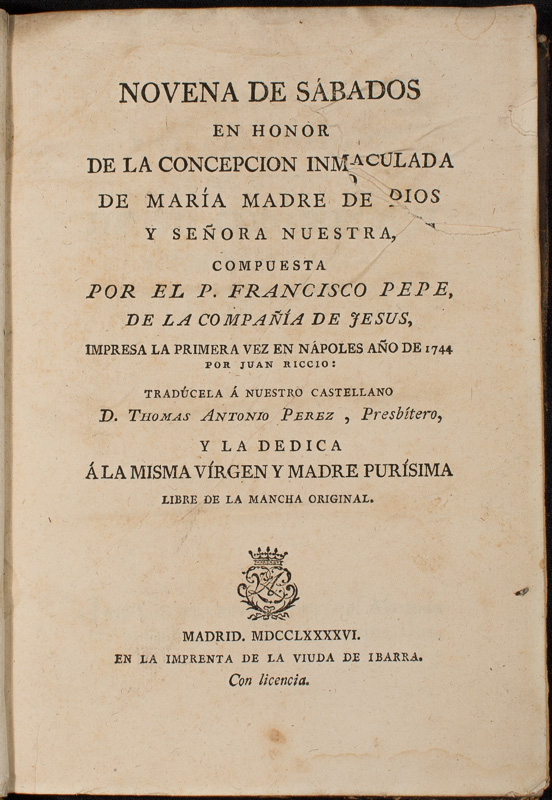 NOVENA DE SÁBADOS
EN HONOR
DE LA CONCEPCION INMACULADA
DE MARÍA MADRE DE DIOS
Y SEÑORA NUESTRA,
COMPUESTA
POR EL P. FRANCISCO PEPE,
DE LA COMPAÑÍA DE JESUS,
IMPRESA LA PRIMERA VEZ EN NÁPOLES AÑO DE 1744
POR JUAN RICCIO:
TRADÚCELA Á NUESTRO CASTELLANO
D. THOMAS ANTONIO PEREZ , Presbítero,
Y LA DEDICA
Á LA MISMA VÍRGEN Y MADRE PURÍSIMA
LIBRE DE LA MANCHA ORIGINAL.
MADRID. MDCCLXXXXVI.
EN LA IMPRENTA DE LA VIUDA DE IBARRA.
Con licencia.